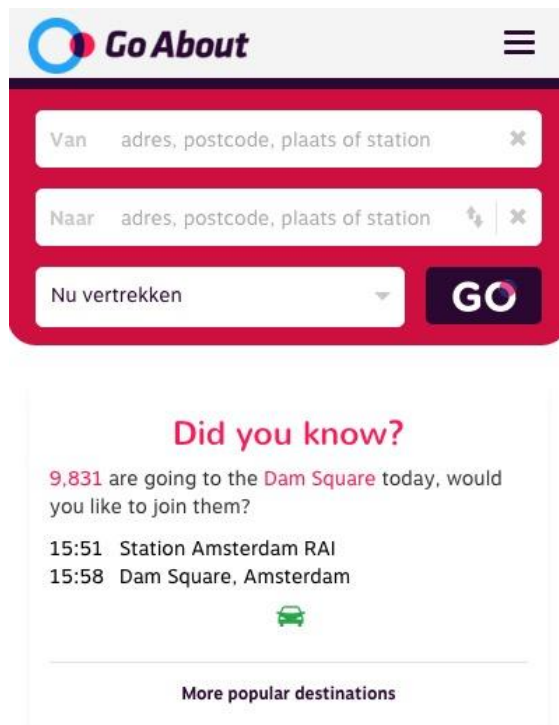 Go About
Van adres, postcode, plaats of station
Naar adres, postcode, plaats of station
Nu vertrekken
GO
Did you know?
9,831 are going to the Dam Square today, would
you like to join them?
15:51 Station Amsterdam RAI
15:58 Dam Square, Amsterdam
More popular destinations